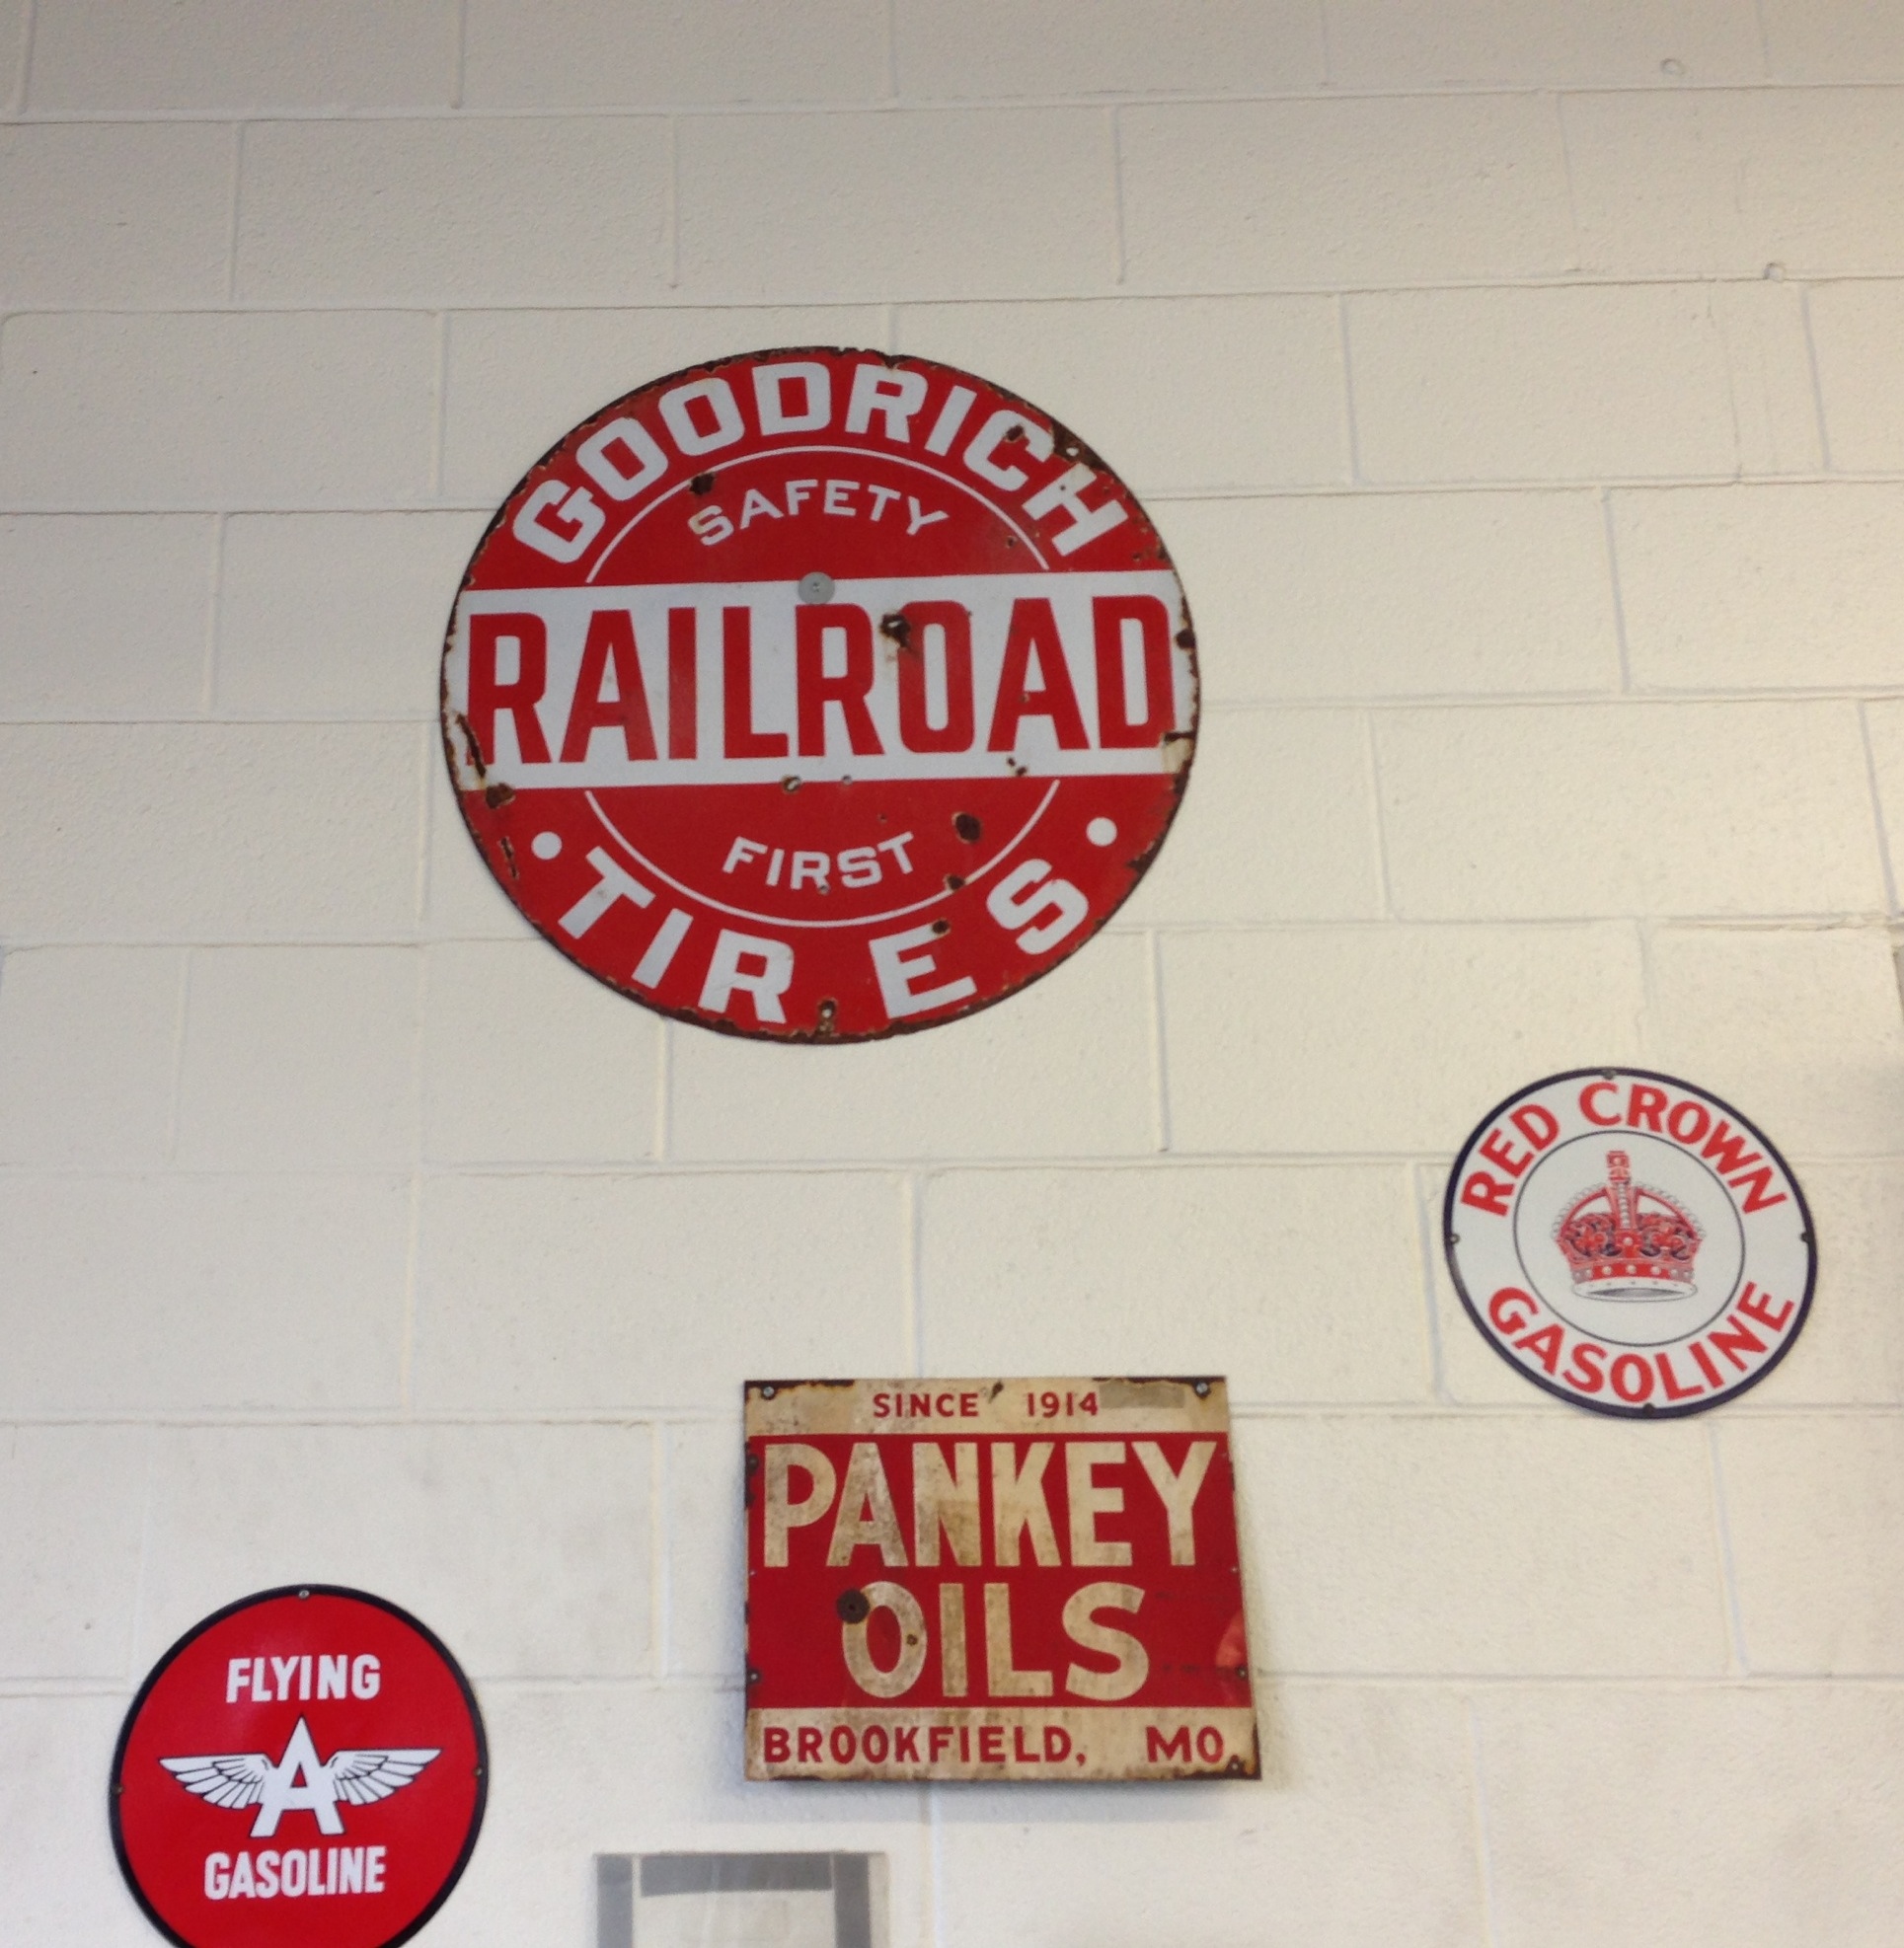 GOODRICH
SAFETY
RAILROAD
FIRST
• TIRES •
RED CROWN
GASOLINE
SINCE 1914
PANKEY
OILS
BROOKFIELD, MO.
FLYING
A
GASOLINE